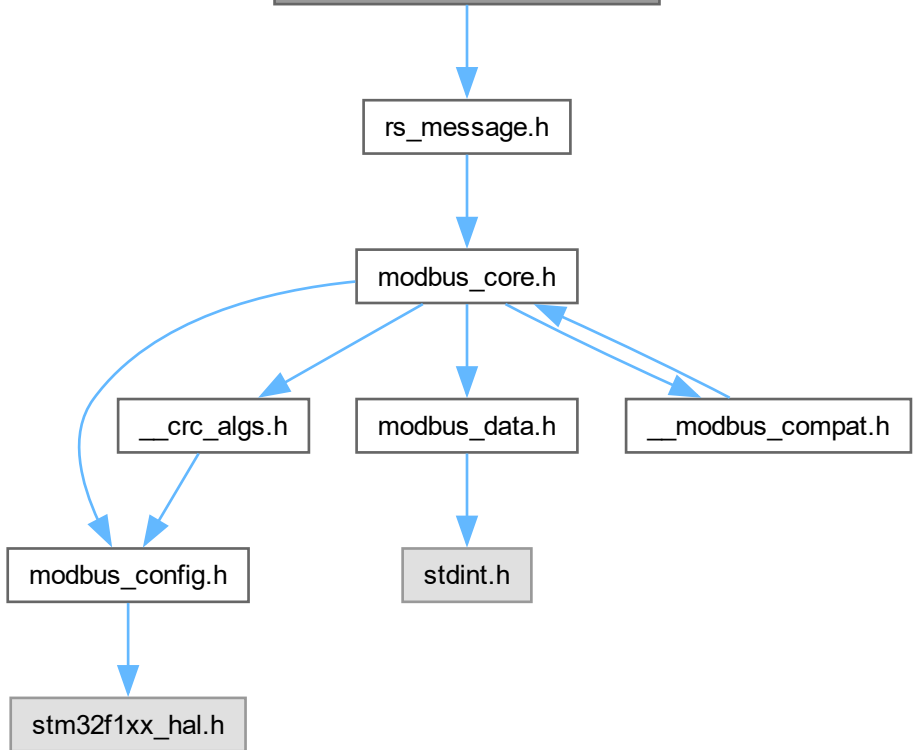 rs_message.h
modbus_core.h
__crc_algs.h
modbus_data.h
__modbus_compat.h
modbus_config.h
stdint.h
stm32f1xx_hal.h